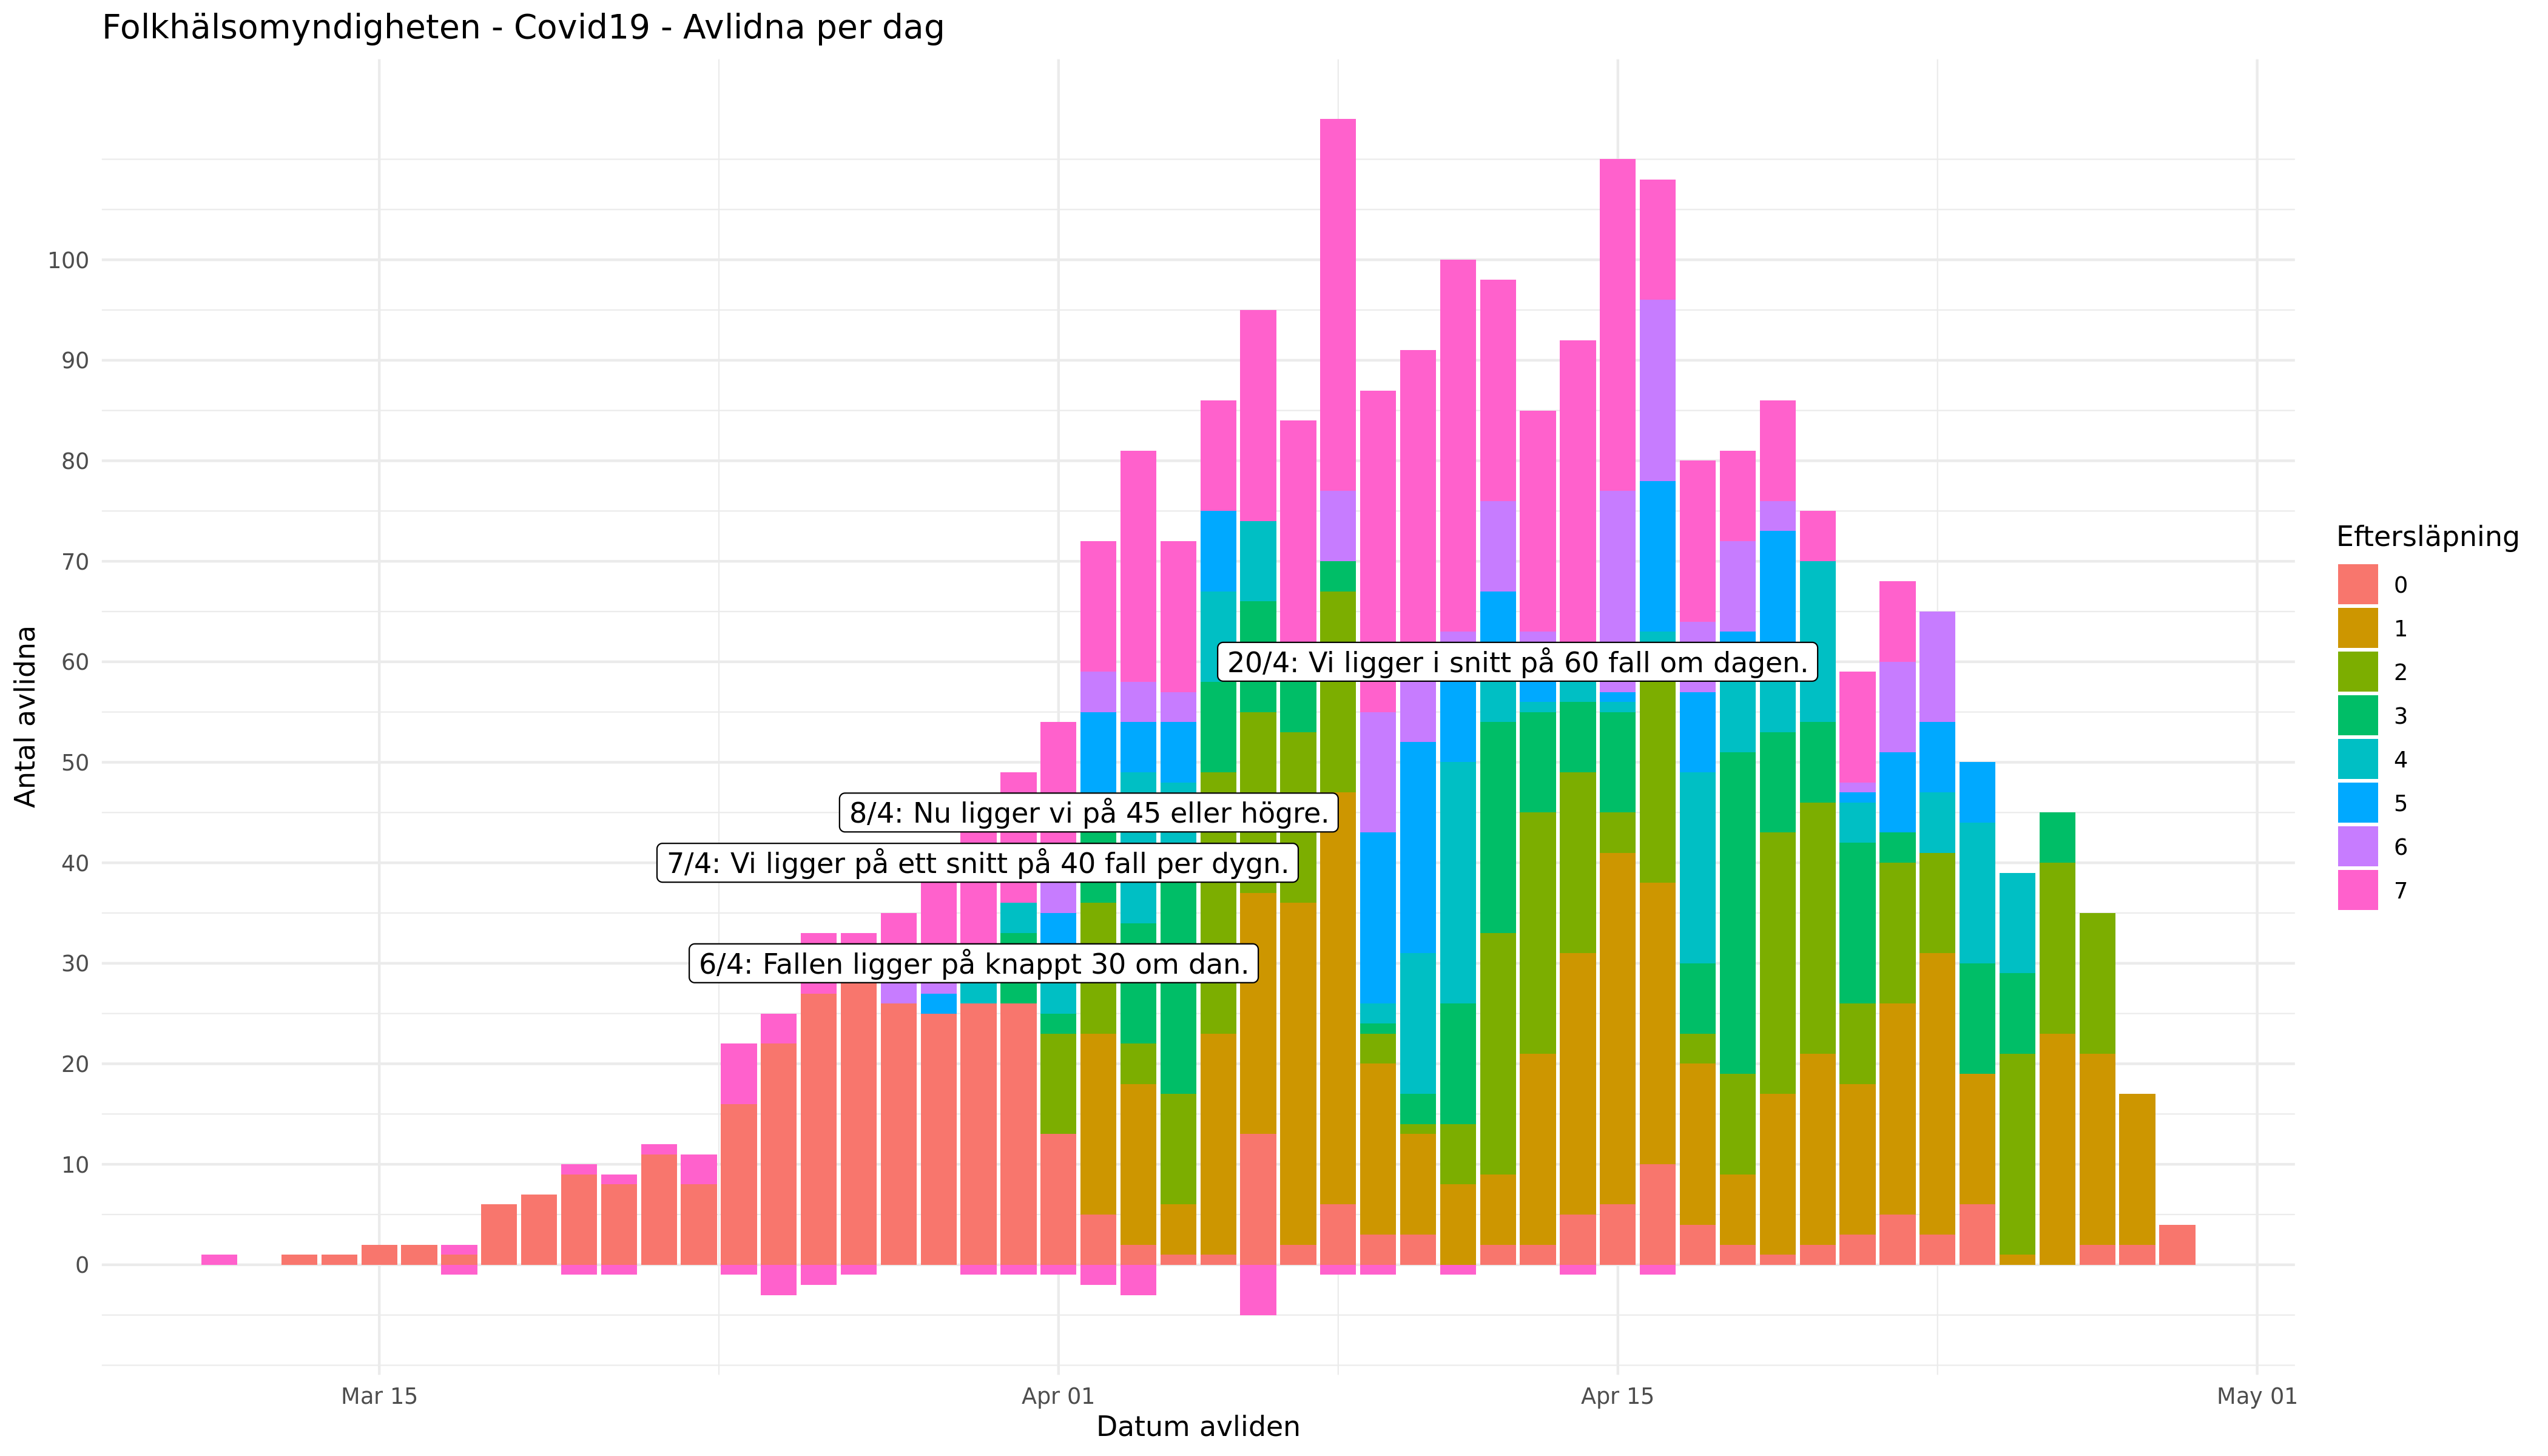 Folkhälsomyndigheten - Covid19 - Avlidna per dag
Antal avlidna
100
90
80
70
60
50
40
30
20
10
0
20/4: Vi ligger i snitt på 60 fall om dagen.
8/4: Nu ligger vi på 45 eller högre.
7/4: Vi ligger på ett snitt på 40 fall per dygn.
6/4: Fallen ligger på knappt 30 om dan.
Mar 15
Apr 01
Apr 15
May 01
Datum avliden
Eftersläpning
0
1
2
3
4
5
6
7